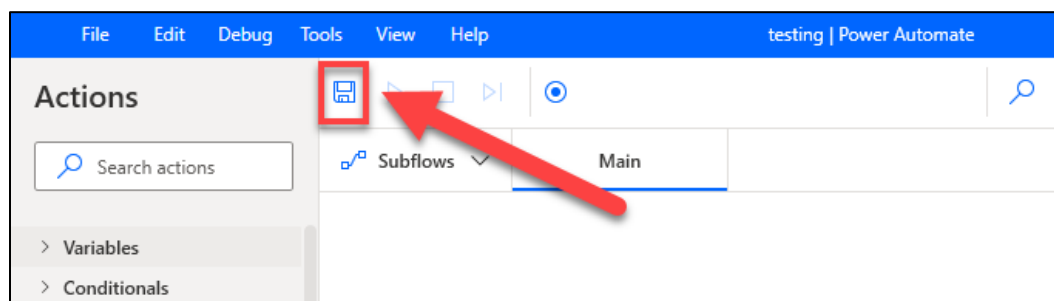 File Edit Debug Tools View Help testing | Power Automate
Actions
Search actions
Subflows Main
Variables
Conditionals